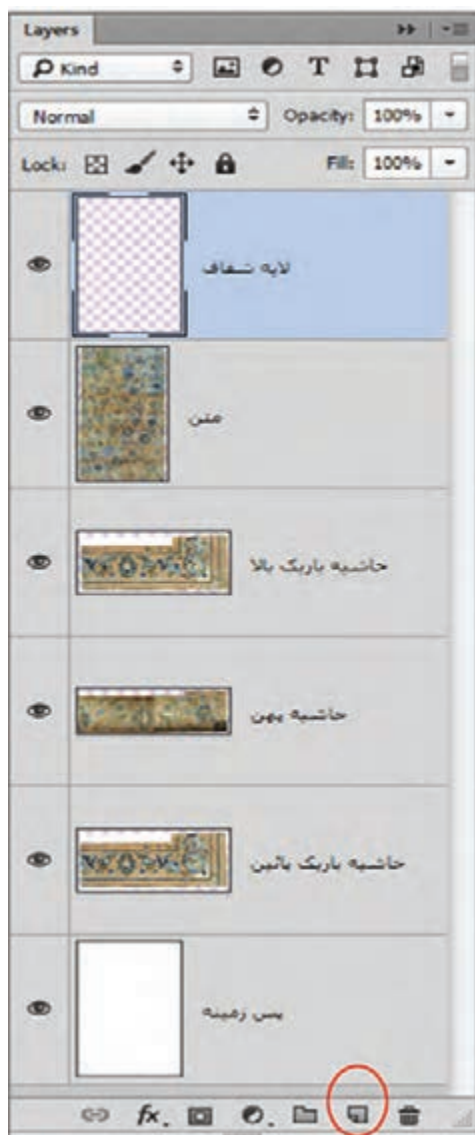 Layers
Kind
Normal Opacity: 100%
Lock: Fill: 100%
لایه شفاف
متن
حاشیه باریک بالا
حاشیه پهن
حاشیه باریک پائین
پس زمینه
fx